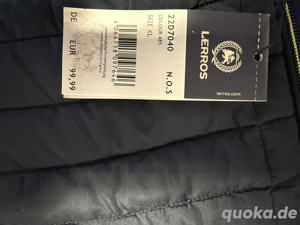 LERROS
lerros.com
22D7040
N.O.S
COLOUR 485
SIZE XL
DE
EUR
99,99
quoka.de